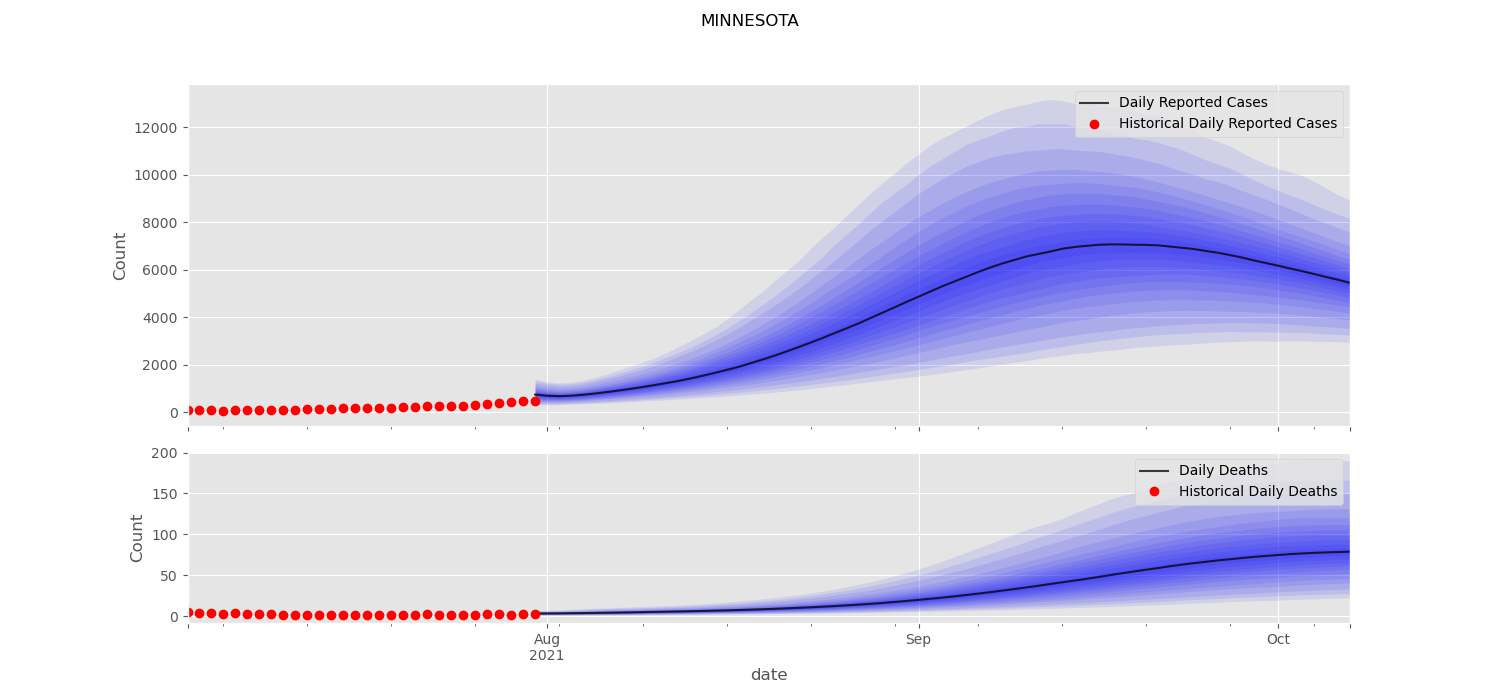 MINNESOTA
Daily Reported Cases
Historical Daily Reported Cases
12000
10000
8000
6000
4000
2000
0
Count
Daily Deaths
Historical Daily Deaths
200
150
100
50
0
Count
Aug
2021
Sep
Oct
date